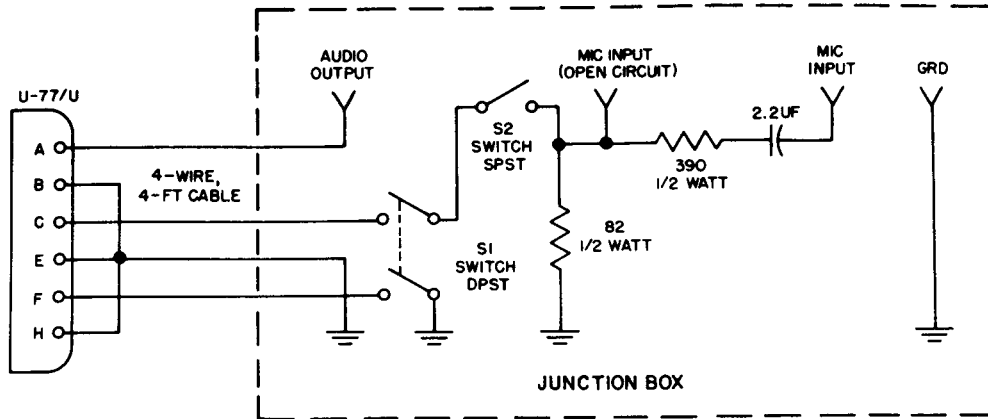 U-77/U
A
B
C
E
F
H
4-WIRE,
4-FT CABLE
AUDIO
OUTPUT
S2
SWITCH
SPST
S1
SWITCH
DPST
MIC INPUT
(OPEN CIRCUIT)
82
1/2 WATT
390
1/2 WATT
2.2UF
MIC
INPUT
GRD
JUNCTION BOX